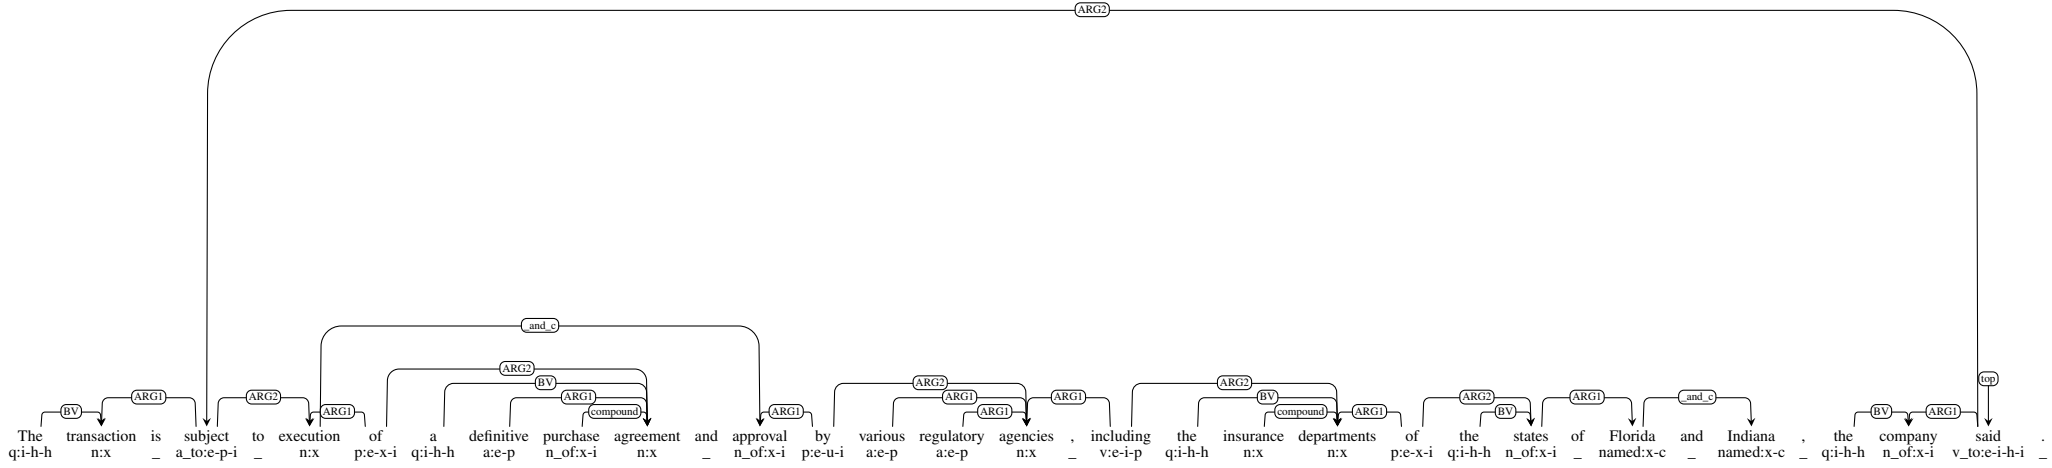 ARG2
_and_c
ARG2
top
BV ARG2 ARG2
ARG1 ARG2 ARG1 ARG1 ARG1 BV ARG2 ARG1 _and_c
BV ARG1 compound ARG1 ARG1 compound ARG1 BV BV ARG1
The transaction is subject to execution of a definitive purchase agreement and approval by various regulatory agencies , including the insurance departments of the states of Florida and Indiana , the company said .
q:i-h-h n:x _ a_to:e-p-i _ n:x p:e-x-i q:i-h-h a:e-p n_of:x-i n:x _ n_of:x-i p:e-u-i a:e-p a:e-p n:x _ v:e-i-p q:i-h-h n:x n:x p:e-x-i q:i-h-h n_of:x-i _ named:x-c _ named:x-c _ q:i-h-h n_of:x-i v_to:e-i-h-i _